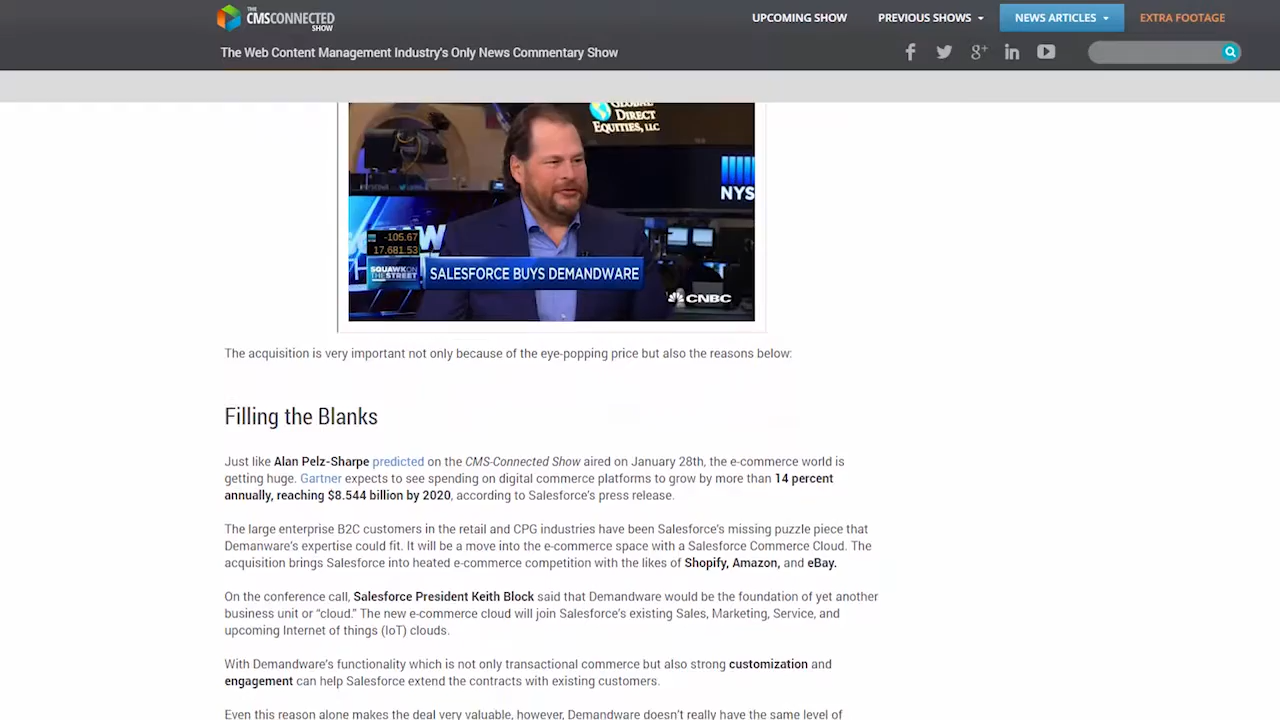 THE
CMSCONNECTED
SHOW
UPCOMING SHOW
PREVIOUS SHOWS
NEWS ARTICLES
EXTRA FOOTAGE
The Web Content Management Industry's Only News Commentary Show
GLOBAL
DIRECT
EQUITIES, LLC
NYS
-105.67
17,681.53
W
SQUAWK ON
THE STREET
SALESFORCE BUYS DEMANDWARE
CNBC
The acquisition is very important not only because of the eye-popping price but also the reasons below:
Filling the Blanks
Just like Alan Pelz-Sharpe predicted on the CMS-Connected Show aired on January 28th, the e-commerce world is
getting huge. Gartner expects to see spending on digital commerce platforms to grow by more than 14 percent
annually, reaching $8.544 billion by 2020, according to Salesforce's press release.
The large enterprise B2C customers in the retail and CPG industries have been Salesforce's missing puzzle piece that
Demanware's expertise could fit. It will be a move into the e-commerce space with a Salesforce Commerce Cloud. The
acquisition brings Salesforce into heated e-commerce competition with the likes of Shopify, Amazon, and eBay.
On the conference call, Salesforce President Keith Block said that Demandware would be the foundation of yet another
business unit or “cloud.” The new e-commerce cloud will join Salesforce's existing Sales, Marketing, Service, and
upcoming Internet of things (IoT) clouds.
With Demandware's functionality which is not only transactional commerce but also strong customization and
engagement can help Salesforce extend the contracts with existing customers.
Even this reason alone makes the deal very valuable, however, Demandware doesn't really have the same level of